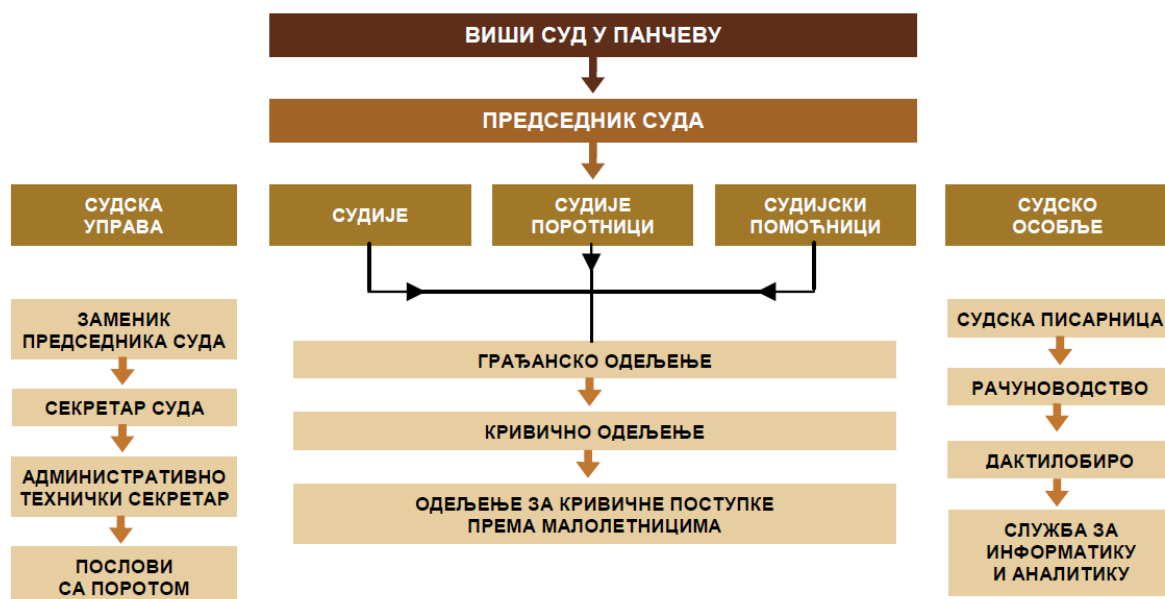 ВИШИ СУД У ПАНЧЕВУ
ПРЕДСЕДНИК СУДА
СУДСКА
УПРАВА
СУДИЈЕ
СУДИЈЕ
ПОРОТНИЦИ
СУДИЈСКИ
ПОМОЋНИЦИ
СУДСКО
ОСОБЉЕ
ЗАМЕНИК
ПРЕДСЕДНИКА СУДА
СЕКРЕТАР СУДА
АДМИНИСТРАТИВНО
ТЕХНИЧКИ СЕКРЕТАР
ПОСЛОВИ
СА ПОРОТОМ
ГРАЂАНСКО ОДЕЉЕЊЕ
КРИВИЧНО ОДЕЉЕЊЕ
ОДЕЉЕЊЕ ЗА КРИВИЧНЕ ПОСТУПКЕ
ПРЕМА МАЛОЛЕТНИЦИМА
СУДСКА ПИСАРНИЦА
РАЧУНОВОДСТВО
ДАКТИЛОБИРО
СЛУЖБА ЗА
ИНФОРМАТИКУ
И АНАЛИТИКУ